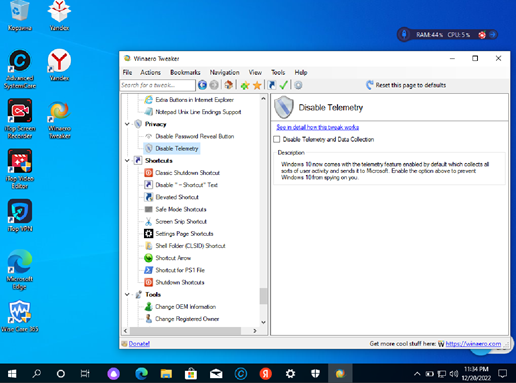 Корзина
Yandex
RAM: 44% CPU: 5%
Advanced
SystemCare
Yandex
iTop Screen
Recorder
Winaero
Tweaker
iTop Video
Editor
iTop VPN
Microsoft
Edge
Wise Care 365
Winaero Tweaker
File Actions Bookmarks Navigation View Tools Help
Search for a tweak...
Reset this page to defaults
Extra Buttons in Internet Explorer
Notepad Unix Line Endings Support
Privacy
Disable Password Reveal Button
Disable Telemetry
Shortcuts
Classic Shutdown Shortcut
Disable "- Shortcut" Text
Elevated Shortcut
Safe Mode Shortcuts
Screen Snip Shortcut
Settings Page Shortcuts
Shell Folder (CLSID) Shortcut
Shortcut Arrow
Shortcut for PS1 File
Shutdown Shortcuts
Tools
Change OEM Information
Change Registered Owner
Disable Telemetry
See in detail how this tweak works
Disable Telemetry and Data Collection
Description
Windows 10 now comes with the telemetry feature enabled by default which collects all
sorts of user activity and sends it to Microsoft. Enable the option above to prevent
Windows 10 from spying on you.
Donate!
Get more cool stuff here: https://winaero.com
11:34 PM
12/20/2022